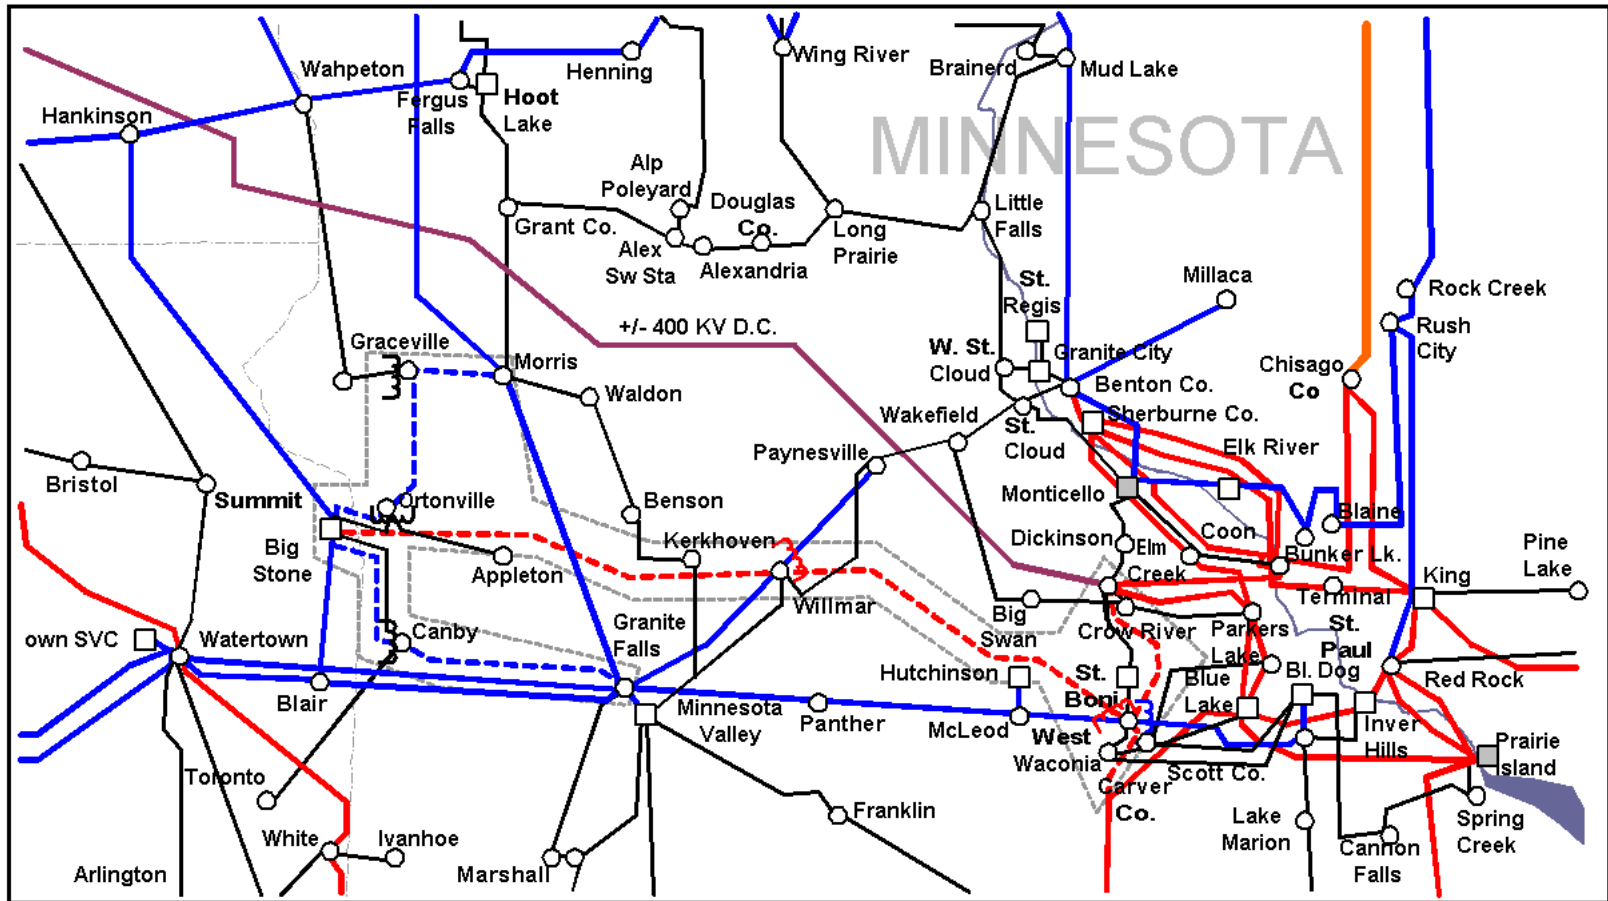 Wing River
Wahpeton
Henning
Brainerd
Mud Lake
Hankinson
Fergus
Falls
Hoot
Lake
MINNESOTA
Alp
Poleyard
Douglas
Co.
Little
Falls
Grant Co.
Alex
Sw Sta
Alexandria
Long
Prairie
Millaca
St.
Regis
Rock Creek
Rush
City
+/- 400 KV D.C.
Graceville
Morris
W. St.
Cloud
Granite City
Chisago
Co
Benton Co.
Waldon
Wakefield
St.
Cloud
Sherburne Co.
Elk River
Paynesville
Bristol
Summit
Ortonville
Benson
Monticello
Blaine
Big
Stone
Appleton
Kerkhoven
Dickinson
Elm
Creek
Coon
Bunker Lk.
Pine
Lake
King
Willmar
Big
Swan
Crow River
Terminal
Parkers
Lake
St.
Paul
own SVC
Watertown
Canby
Granite
Falls
Hutchinson
St.
Boni
Blue
Lake
Bl. Dog
Red Rock
Blair
Minnesota
Valley
Panther
McLeod
West
Waconia
Inver
Hills
Prairie
Island
Toronto
Scott Co.
Carver
Co.
Franklin
Lake
Marion
Spring
Creek
White
Ivanhoe
Cannon
Falls
Arlington
Marshall